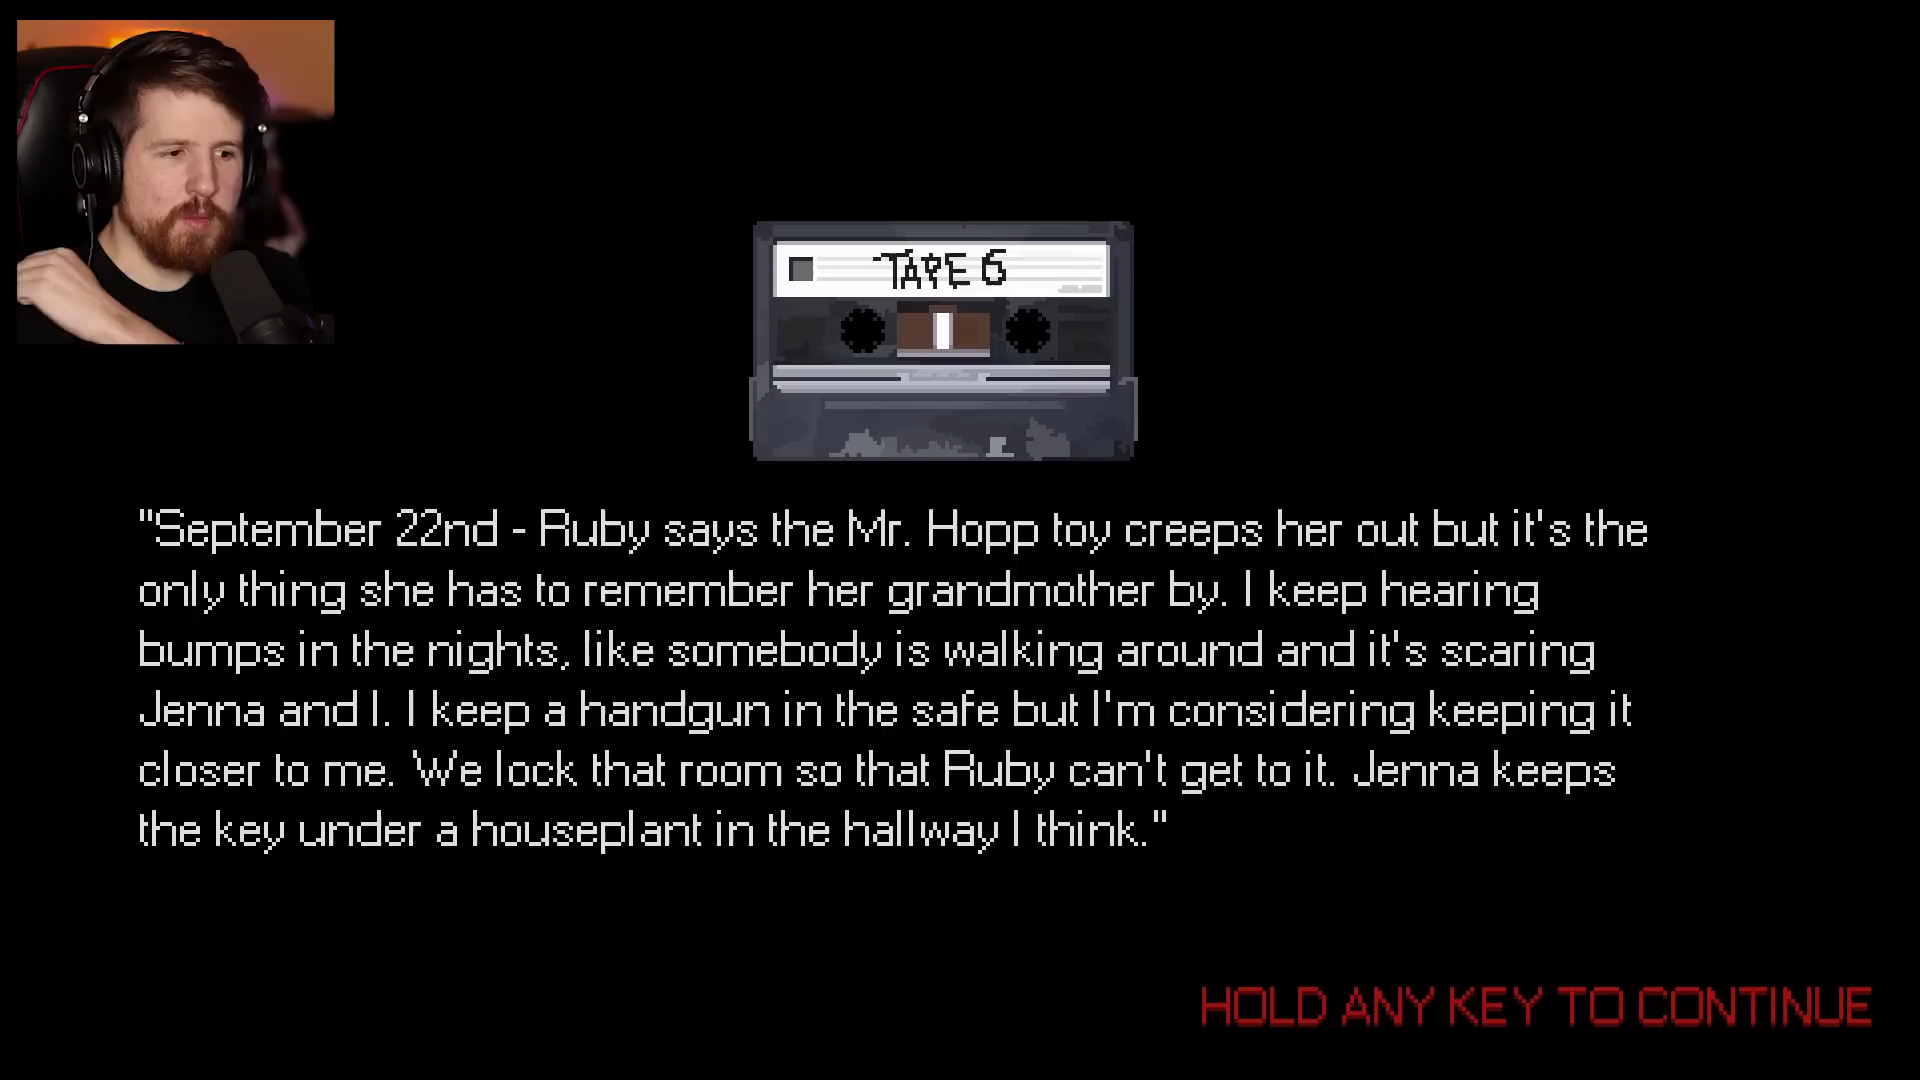 TAPE 6
"September 22nd - Ruby says the Mr. Hopp toy creeps her out but it's the
only thing she has to remember her grandmother by. I keep hearing
bumps in the nights, like somebody is walking around and it's scaring
Jenna and I. I keep a handgun in the safe but I'm considering keeping it
closer to me. We lock that room so that Ruby can't get to it. Jenna keeps
the key under a houseplant in the hallway I think."
HOLD ANY KEY TO CONTINUE